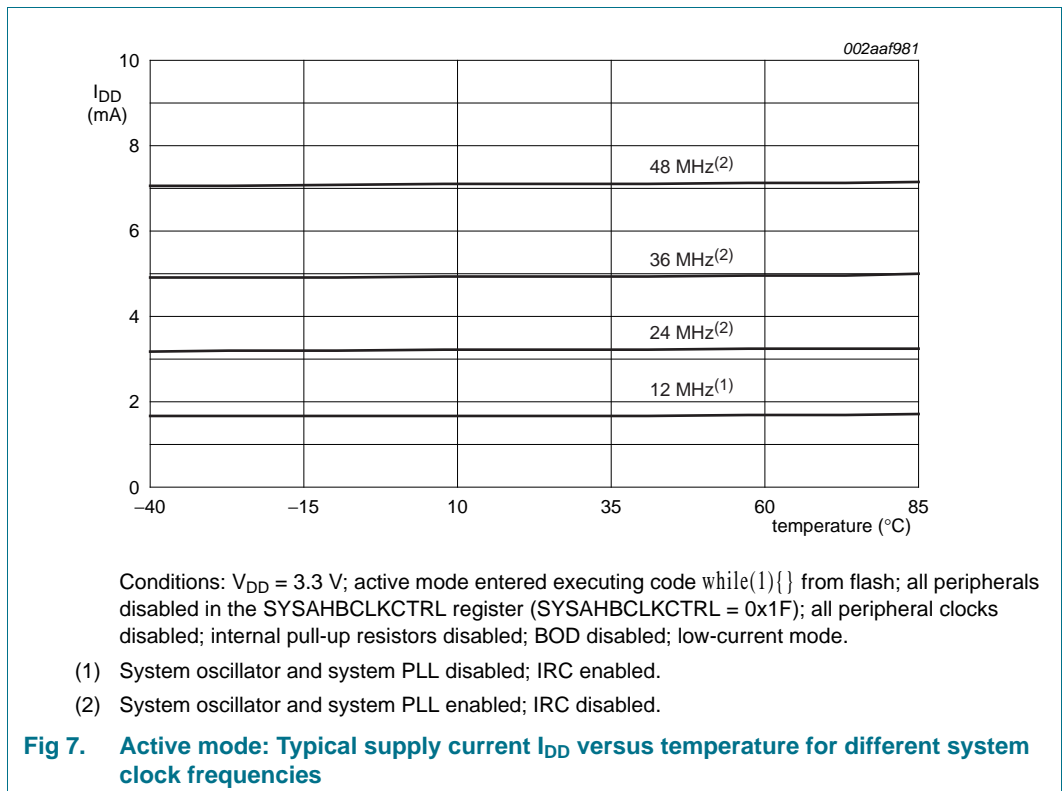 002aaf981
10
I_DD
(mA)
8
48 MHz(2)
6
36 MHz(2)
4
24 MHz(2)
2
12 MHz(1)
0
−40 −15 10 35 60 85
temperature (°C)
Conditions: V_DD = 3.3 V; active mode entered executing code while(1){} from flash; all peripherals
disabled in the SYSAHBCLKCTRL register (SYSAHBCLKCTRL = 0x1F); all peripheral clocks
disabled; internal pull-up resistors disabled; BOD disabled; low-current mode.
(1) System oscillator and system PLL disabled; IRC enabled.
(2) System oscillator and system PLL enabled; IRC disabled.
Fig 7. Active mode: Typical supply current I_DD versus temperature for different system
clock frequencies